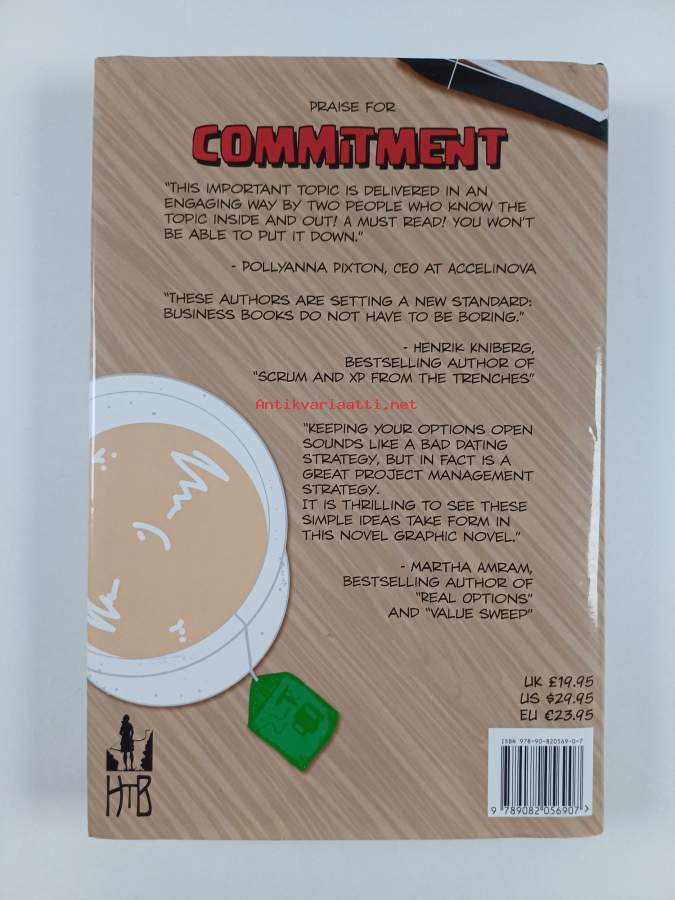 PRAISE FOR
COMMITMENT
"THIS IMPORTANT TOPIC IS DELIVERED IN AN
ENGAGING WAY BY TWO PEOPLE WHO KNOW THE
TOPIC INSIDE AND OUT! A MUST READ! YOU WON'T
BE ABLE TO PUT IT DOWN."
- POLLYANNA PIXTON, CEO AT ACCELINOVA
"THESE AUTHORS ARE SETTING A NEW STANDARD:
BUSINESS BOOKS DO NOT HAVE TO BE BORING."
- HENRIK KNIBERG,
BESTSELLING AUTHOR OF
"SCRUM AND XP FROM THE TRENCHES"
Antikvariaatti.net
"KEEPING YOUR OPTIONS OPEN
SOUNDS LIKE A BAD DATING
STRATEGY, BUT IN FACT IS A
GREAT PROJECT MANAGEMENT
STRATEGY.
IT IS THRILLING TO SEE THESE
SIMPLE IDEAS TAKE FORM IN
THIS NOVEL GRAPHIC NOVEL."
- MARTHA AMRAM,
BESTSELLING AUTHOR OF
"REAL OPTIONS"
AND "VALUE SWEEP"
UK £19.95
US $29.95
EU €23.95
ISBN 978-90-820569-0-7
9 789082 056907 >
HTB